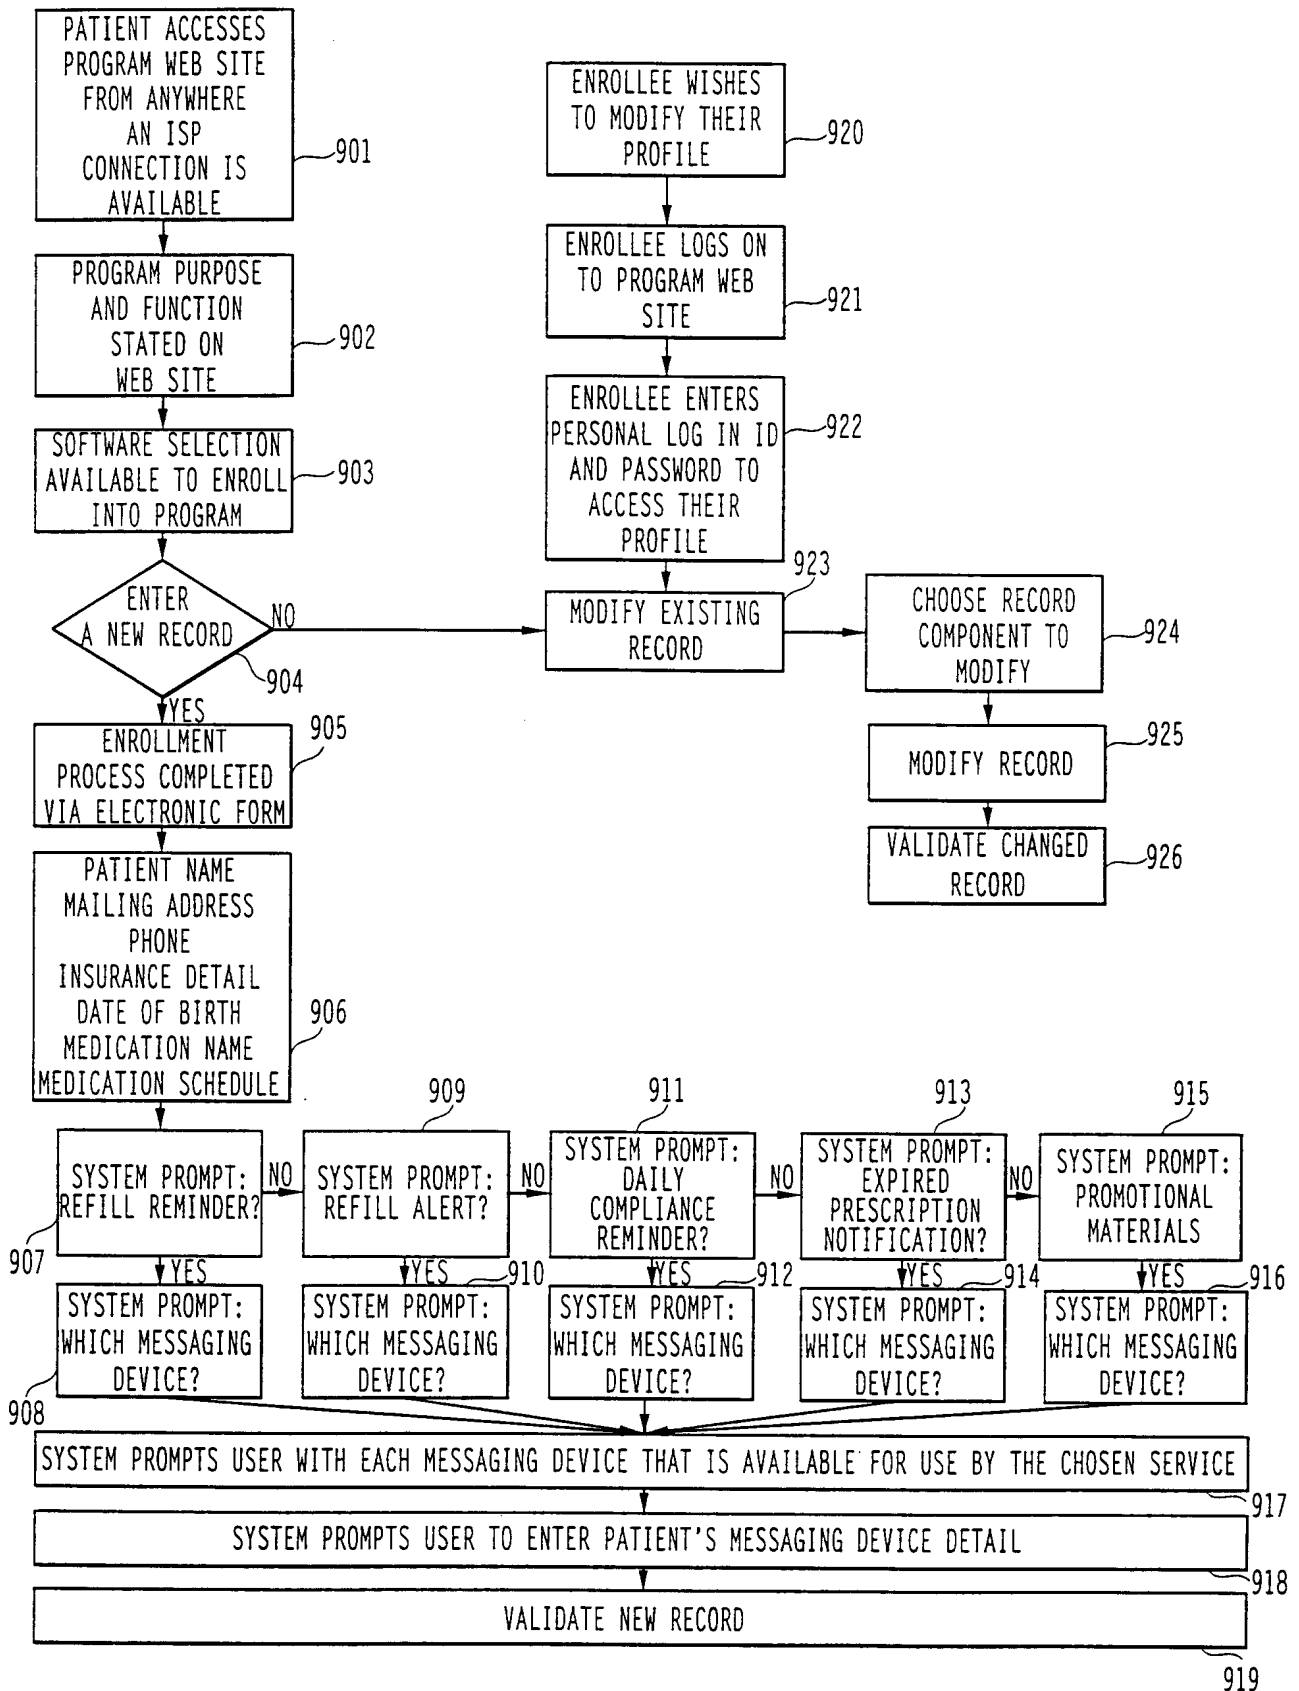 PATIENT ACCESSES
PROGRAM WEB SITE
FROM ANYWHERE
AN ISP
CONNECTION IS
AVAILABLE
901
PROGRAM PURPOSE
AND FUNCTION
STATED ON
WEB SITE
902
SOFTWARE SELECTION
AVAILABLE TO ENROLL
INTO PROGRAM
903
ENTER
A NEW RECORD
NO
904
YES
ENROLLMENT
PROCESS COMPLETED
VIA ELECTRONIC FORM
905
PATIENT NAME
MAILING ADDRESS
PHONE
INSURANCE DETAIL
DATE OF BIRTH
MEDICATION NAME
MEDICATION SCHEDULE
906
ENROLLEE WISHES
TO MODIFY THEIR
PROFILE
920
ENROLLEE LOGS ON
TO PROGRAM WEB
SITE
921
ENROLLEE ENTERS
PERSONAL LOG IN ID
AND PASSWORD TO
ACCESS THEIR
PROFILE
922
MODIFY EXISTING
RECORD
923
CHOOSE RECORD
COMPONENT TO
MODIFY
924
MODIFY RECORD
925
VALIDATE CHANGED
RECORD
926
SYSTEM PROMPT:
REFILL REMINDER?
907
NO
YES
SYSTEM PROMPT:
WHICH MESSAGING
DEVICE?
908
909
SYSTEM PROMPT:
REFILL ALERT?
NO
YES
910
SYSTEM PROMPT:
WHICH MESSAGING
DEVICE?
911
SYSTEM PROMPT:
DAILY
COMPLIANCE
REMINDER?
NO
YES
912
SYSTEM PROMPT:
WHICH MESSAGING
DEVICE?
913
SYSTEM PROMPT:
EXPIRED
PRESCRIPTION
NOTIFICATION?
NO
YES
914
SYSTEM PROMPT:
WHICH MESSAGING
DEVICE?
915
SYSTEM PROMPT:
PROMOTIONAL
MATERIALS
YES
916
SYSTEM PROMPT:
WHICH MESSAGING
DEVICE?
SYSTEM PROMPTS USER WITH EACH MESSAGING DEVICE THAT IS AVAILABLE FOR USE BY THE CHOSEN SERVICE
917
SYSTEM PROMPTS USER TO ENTER PATIENT'S MESSAGING DEVICE DETAIL
918
VALIDATE NEW RECORD
919